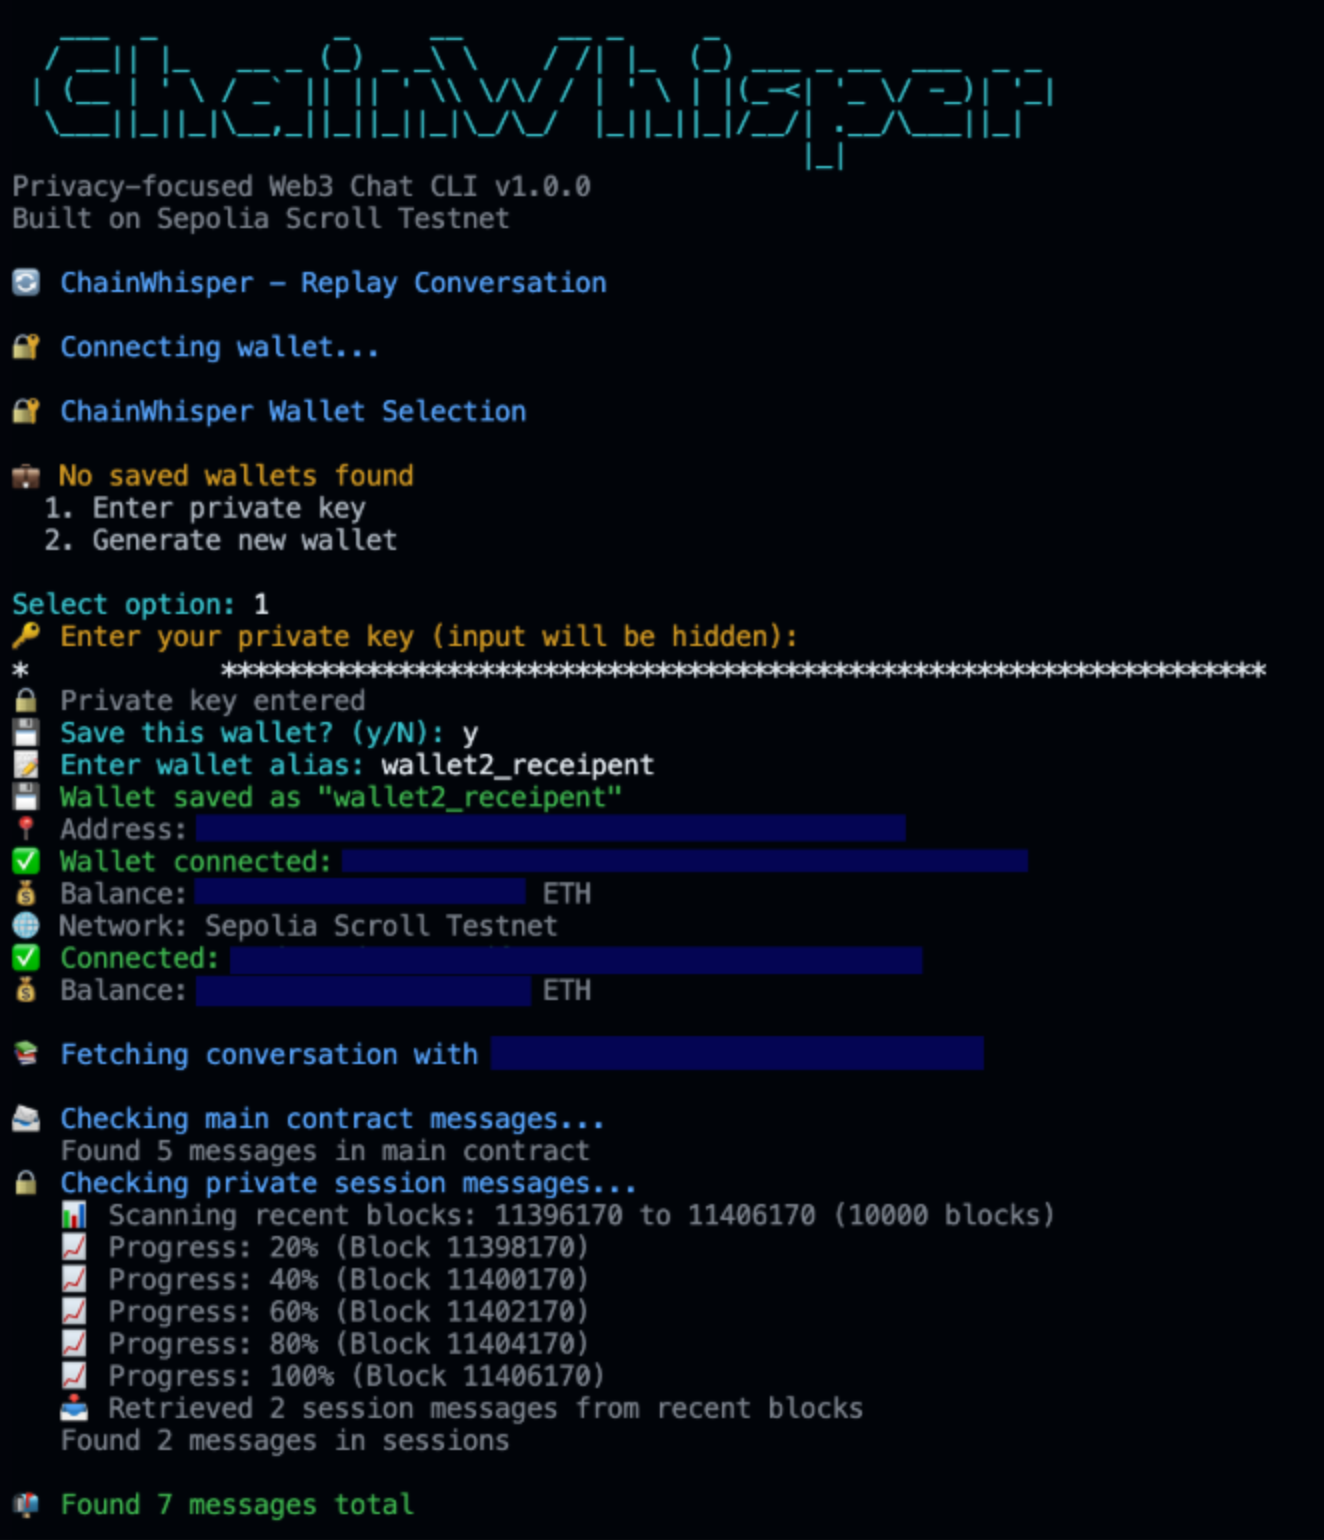 ChainWhisper
Privacy-focused Web3 Chat CLI v1.0.0
Built on Sepolia Scroll Testnet
ChainWhisper - Replay Conversation
Connecting wallet...
ChainWhisper Wallet Selection
No saved wallets found
1. Enter private key
2. Generate new wallet
Select option: 1
Enter your private key (input will be hidden):
* *****************************************************************
Private key entered
Save this wallet? (y/N): y
Enter wallet alias: wallet2_receipent
Wallet saved as "wallet2_receipent"
Address:
Wallet connected:
Balance: ETH
Network: Sepolia Scroll Testnet
Connected:
Balance: ETH
Fetching conversation with
Checking main contract messages...
Found 5 messages in main contract
Checking private session messages...
Scanning recent blocks: 11396170 to 11406170 (10000 blocks)
Progress: 20% (Block 11398170)
Progress: 40% (Block 11400170)
Progress: 60% (Block 11402170)
Progress: 80% (Block 11404170)
Progress: 100% (Block 11406170)
Retrieved 2 session messages from recent blocks
Found 2 messages in sessions
Found 7 messages total